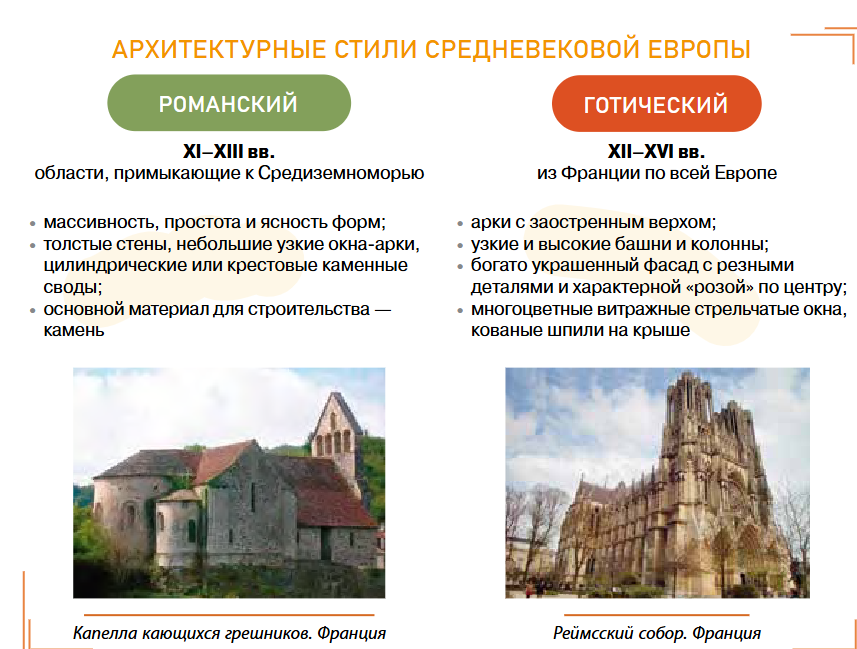 АРХИТЕКТУРНЫЕ СТИЛИ СРЕДНЕВЕКОВОЙ ЕВРОПЫ
РОМАНСКИЙ
XI–XIII вв.
области, примыкающие к Средиземноморью
• массивность, простота и ясность форм;
• толстые стены, небольшие узкие окна-арки,
цилиндрические или крестовые каменные
своды;
• основной материал для строительства —
камень
Капелла кающихся грешников. Франция
ГОТИЧЕСКИЙ
XII–XVI вв.
из Франции по всей Европе
• арки с заостренным верхом;
• узкие и высокие башни и колонны;
• богато украшенный фасад с резными
деталями и характерной «розой» по центру;
• многоцветные витражные стрельчатые окна,
кованые шпили на крыше
Реймсский собор. Франция